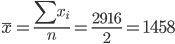 x̅ = ∑xᵢ / n = 2916 / 2 = 1458